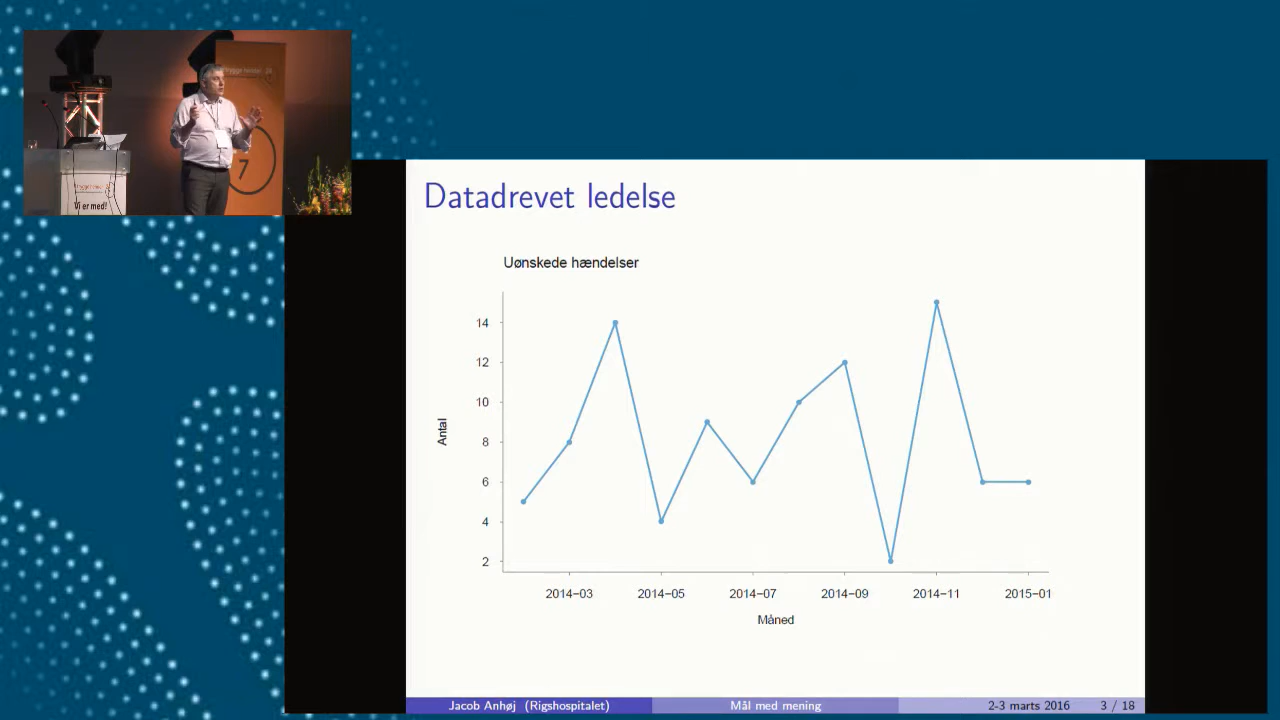 7
Vi er med!
Datadrevet ledelse
Uønskede hændelser
14
12
10
8
6
4
2
Antal
2014−03 2014−05 2014−07 2014−09 2014−11 2015−01
Måned
Jacob Anhøj (Rigshospitalet) Mål med mening 2-3 marts 2016 3 / 18